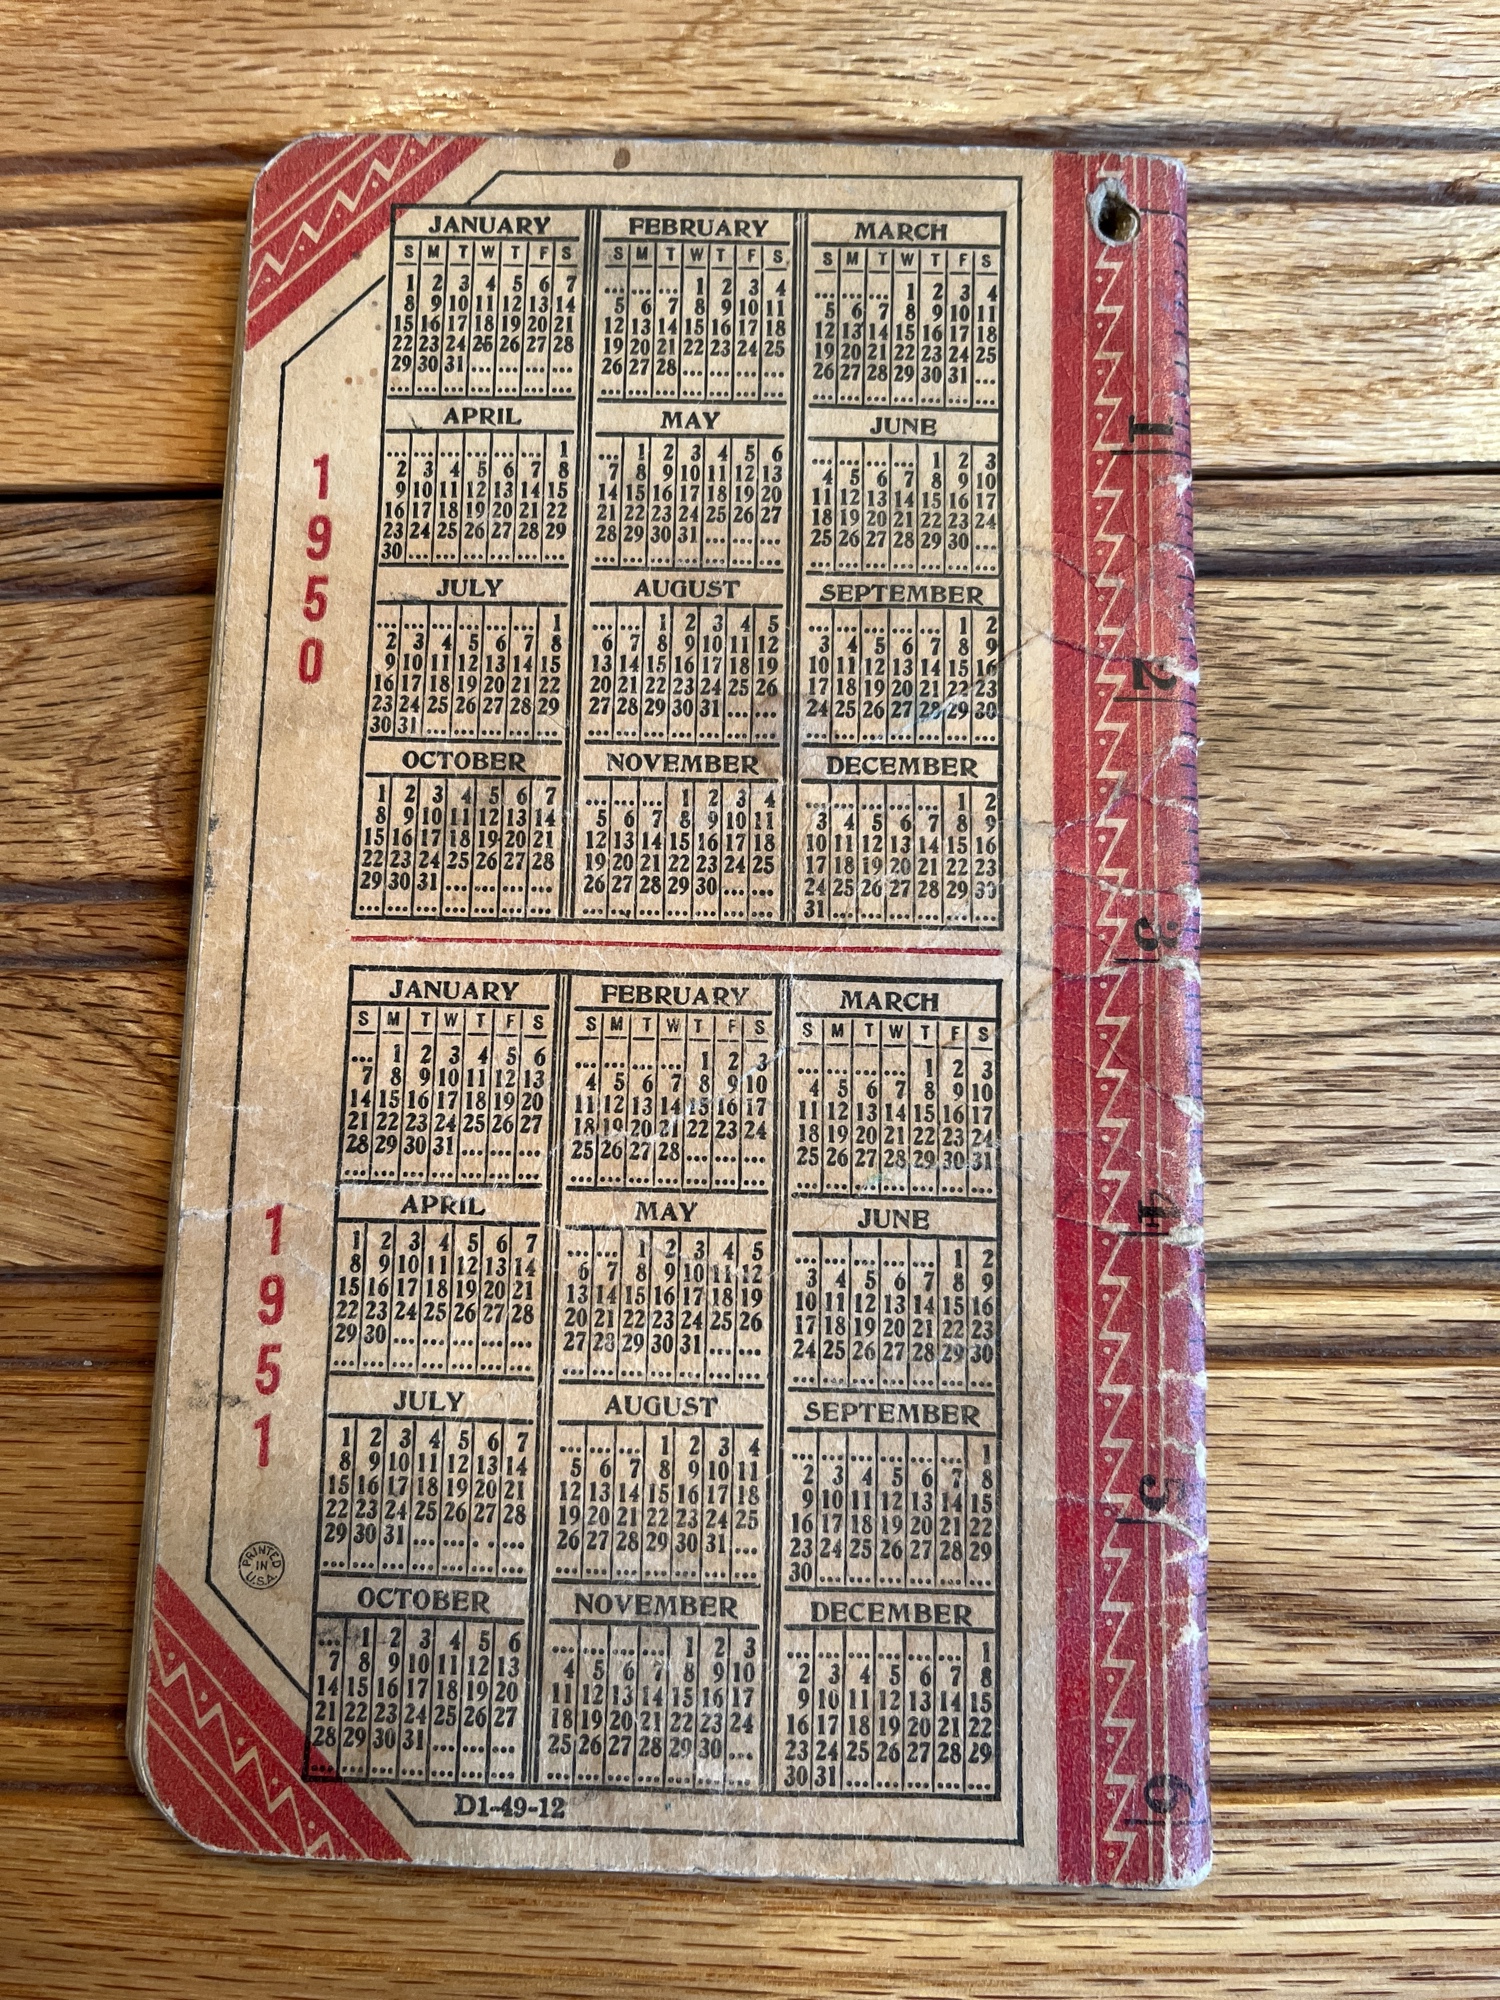 1950
JANUARY
S M T W T F S
1 2 3 4 5 6 7
8 9 10 11 12 13 14
15 16 17 18 19 20 21
22 23 24 25 26 27 28
29 30 31
FEBRUARY
S M T W T F S
1 2 3 4
5 6 7 8 9 10 11
12 13 14 15 16 17 18
19 20 21 22 23 24 25
26 27 28
MARCH
S M T W T F S
1 2 3 4
5 6 7 8 9 10 11
12 13 14 15 16 17 18
19 20 21 22 23 24 25
26 27 28 29 30 31
APRIL
1
2 3 4 5 6 7 8
9 10 11 12 13 14 15
16 17 18 19 20 21 22
23 24 25 26 27 28 29
30
MAY
1 2 3 4 5 6
7 8 9 10 11 12 13
14 15 16 17 18 19 20
21 22 23 24 25 26 27
28 29 30 31
JUNE
1 2 3
4 5 6 7 8 9 10
11 12 13 14 15 16 17
18 19 20 21 22 23 24
25 26 27 28 29 30
JULY
1
2 3 4 5 6 7 8
9 10 11 12 13 14 15
16 17 18 19 20 21 22
23 24 25 26 27 28 29
30 31
AUGUST
1 2 3 4 5
6 7 8 9 10 11 12
13 14 15 16 17 18 19
20 21 22 23 24 25 26
27 28 29 30 31
SEPTEMBER
1 2
3 4 5 6 7 8 9
10 11 12 13 14 15 16
17 18 19 20 21 22 23
24 25 26 27 28 29 30
OCTOBER
1 2 3 4 5 6 7
8 9 10 11 12 13 14
15 16 17 18 19 20 21
22 23 24 25 26 27 28
29 30 31
NOVEMBER
1 2 3 4
5 6 7 8 9 10 11
12 13 14 15 16 17 18
19 20 21 22 23 24 25
26 27 28 29 30
DECEMBER
1 2
3 4 5 6 7 8 9
10 11 12 13 14 15 16
17 18 19 20 21 22 23
24 25 26 27 28 29 30
31
1951
JANUARY
S M T W T F S
1 2 3 4 5 6
7 8 9 10 11 12 13
14 15 16 17 18 19 20
21 22 23 24 25 26 27
28 29 30 31
FEBRUARY
S M T W T F S
1 2 3
4 5 6 7 8 9 10
11 12 13 14 15 16 17
18 19 20 21 22 23 24
25 26 27 28
MARCH
S M T W T F S
1 2 3
4 5 6 7 8 9 10
11 12 13 14 15 16 17
18 19 20 21 22 23 24
25 26 27 28 29 30 31
APRIL
1 2 3 4 5 6 7
8 9 10 11 12 13 14
15 16 17 18 19 20 21
22 23 24 25 26 27 28
29 30
MAY
1 2 3 4 5
6 7 8 9 10 11 12
13 14 15 16 17 18 19
20 21 22 23 24 25 26
27 28 29 30 31
JUNE
1 2
3 4 5 6 7 8 9
10 11 12 13 14 15 16
17 18 19 20 21 22 23
24 25 26 27 28 29 30
JULY
1 2 3 4 5 6 7
8 9 10 11 12 13 14
15 16 17 18 19 20 21
22 23 24 25 26 27 28
29 30 31
AUGUST
1 2 3 4
5 6 7 8 9 10 11
12 13 14 15 16 17 18
19 20 21 22 23 24 25
26 27 28 29 30 31
SEPTEMBER
1
2 3 4 5 6 7 8
9 10 11 12 13 14 15
16 17 18 19 20 21 22
23 24 25 26 27 28 29
30
OCTOBER
1 2 3 4 5 6
7 8 9 10 11 12 13
14 15 16 17 18 19 20
21 22 23 24 25 26 27
28 29 30 31
NOVEMBER
1 2 3
4 5 6 7 8 9 10
11 12 13 14 15 16 17
18 19 20 21 22 23 24
25 26 27 28 29 30
DECEMBER
1
2 3 4 5 6 7 8
9 10 11 12 13 14 15
16 17 18 19 20 21 22
23 24 25 26 27 28 29
30 31
PRINTED
IN
U.S.A.
D1-49-12
1
2
3
4
5
6